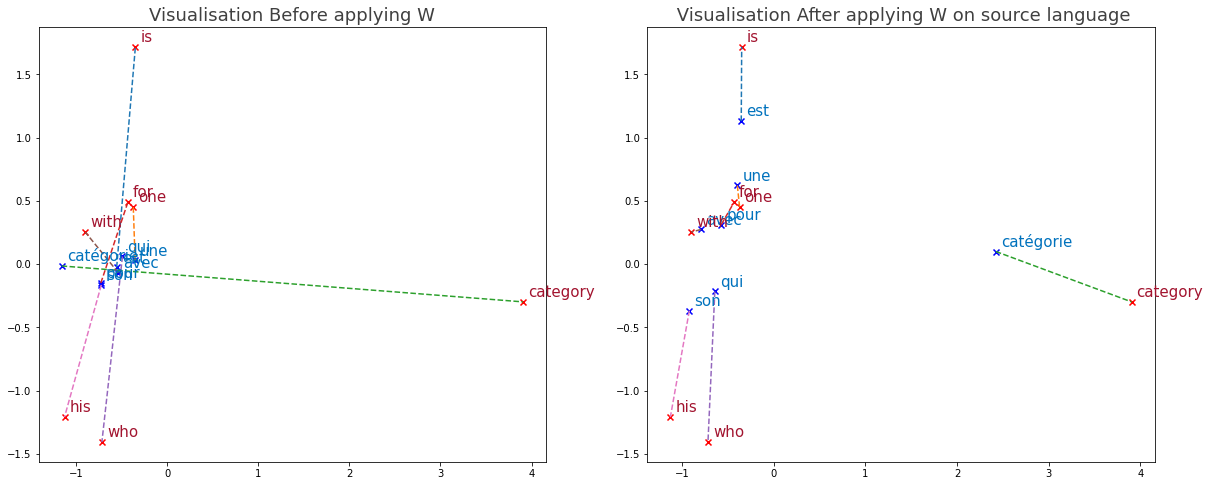 Visualisation Before applying W
is
for
one
with
qui
une
catégorie
avec
son
category
his
who
1.5
1.0
0.5
0.0
−0.5
−1.0
−1.5
−1
0
1
2
3
4
Visualisation After applying W on source language
is
est
une
for
one
with
avec
pour
catégorie
qui
category
son
his
who
1.5
1.0
0.5
0.0
−0.5
−1.0
−1.5
−1
0
1
2
3
4